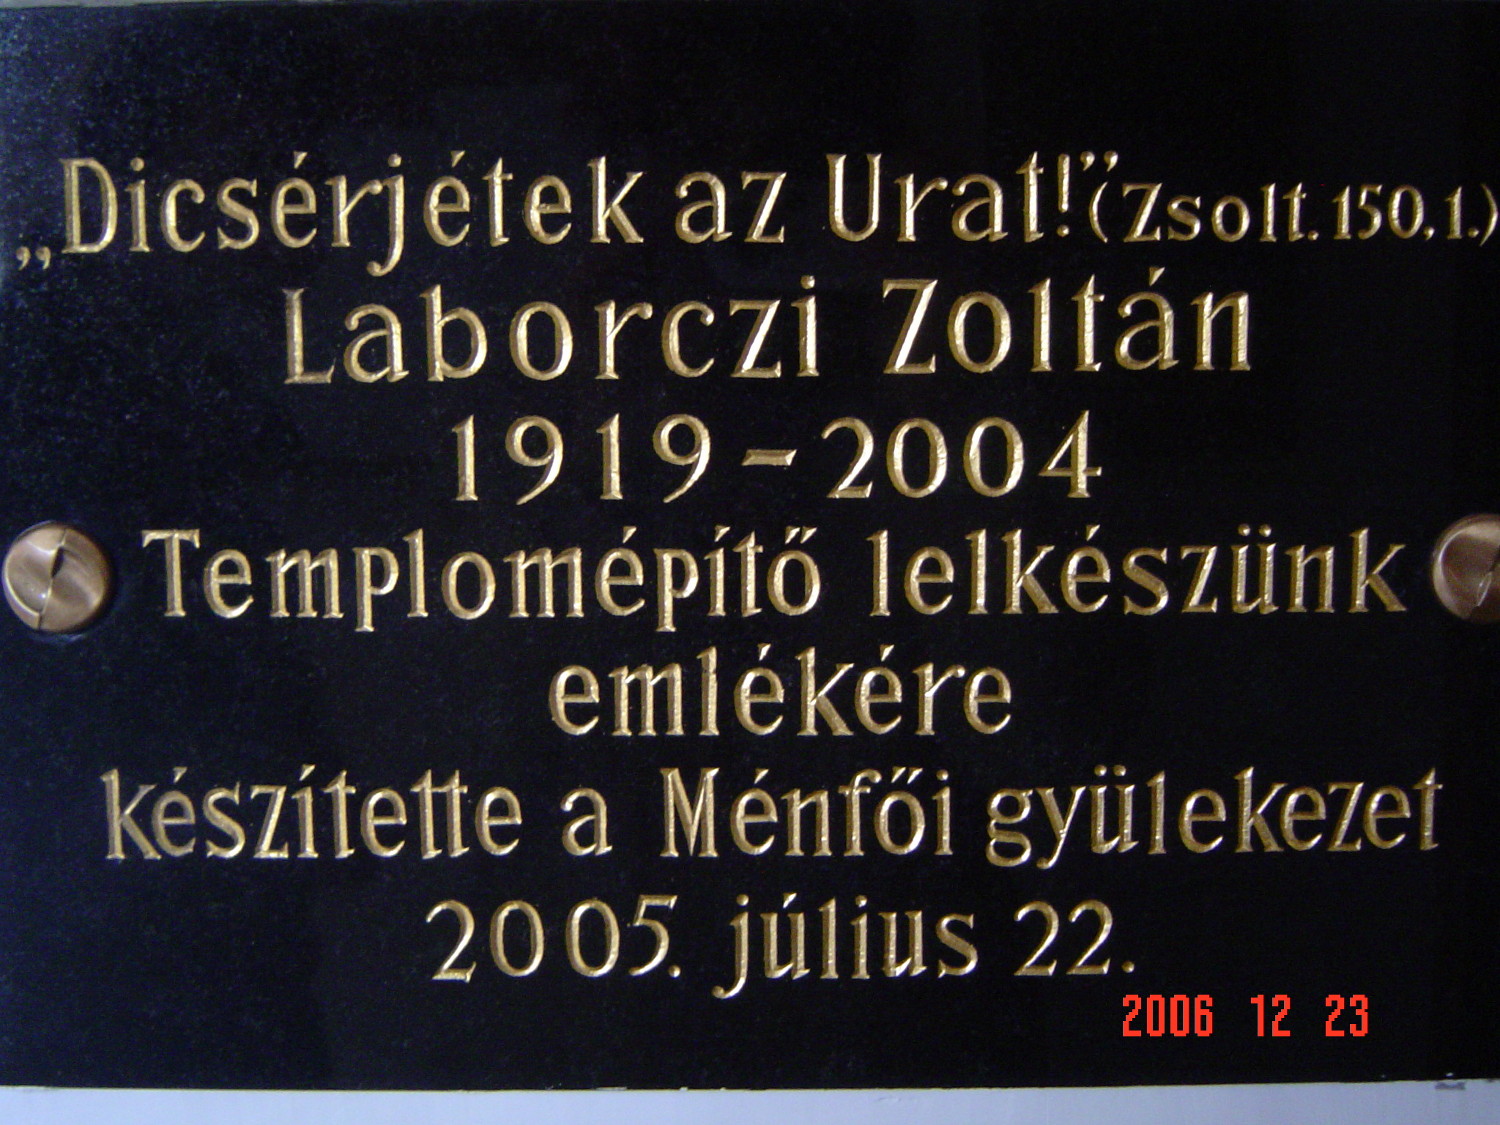 „Dicsérjétek az Urat!” (Zsolt. 150,1.)
Laborczi Zoltán
1919 - 2004
Templomépítő lelkészünk
emlékére
készítette a Ménfői gyülekezet
2005. július 22.
2006 12 23